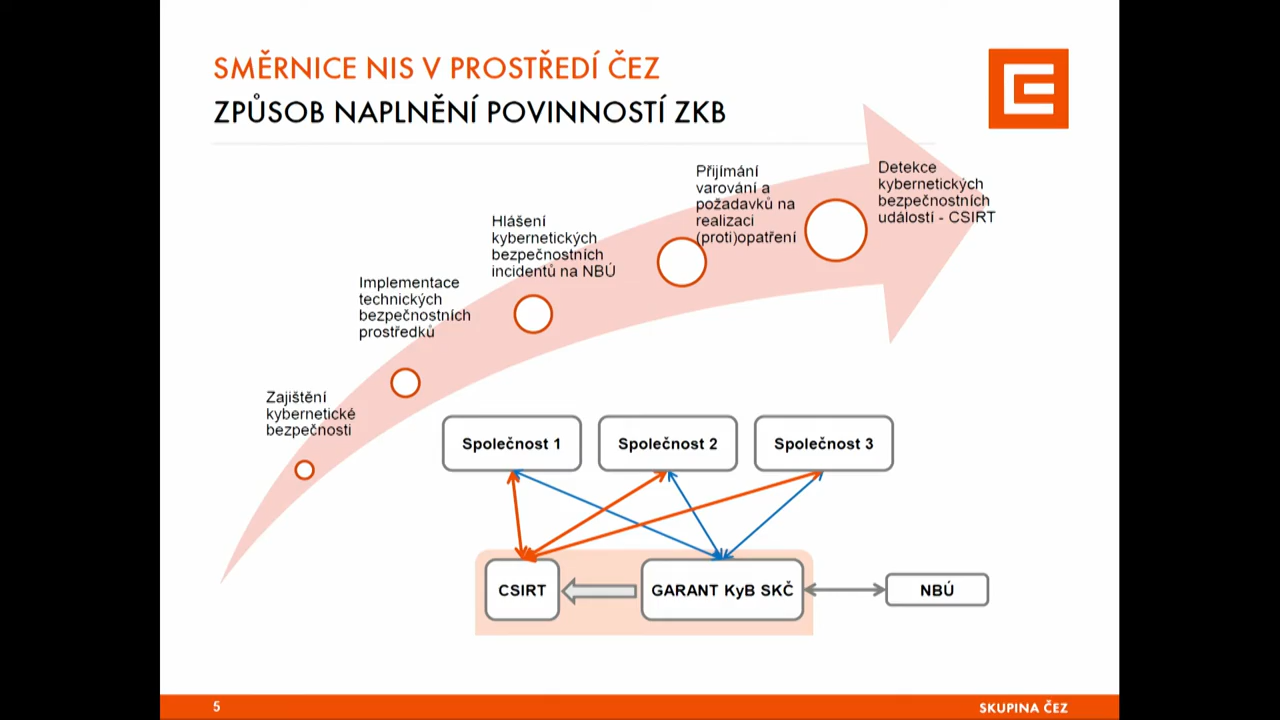 SMĚRNICE NIS V PROSTŘEDÍ ČEZ
ZPŮSOB NAPLNĚNÍ POVINNOSTÍ ZKB
Zajištění
kybernetické
bezpečnosti
Implementace
technických
bezpečnostních
prostředků
Hlášení
kybernetických
bezpečnostních
incidentů na NBÚ
Přijímání
varování a
požadavků na
realizaci
(proti)opatření
Detekce
kybernetických
bezpečnostních
událostí - CSIRT
Společnost 1
Společnost 2
Společnost 3
CSIRT
GARANT KyB SKČ
NBÚ
5
SKUPINA ČEZ